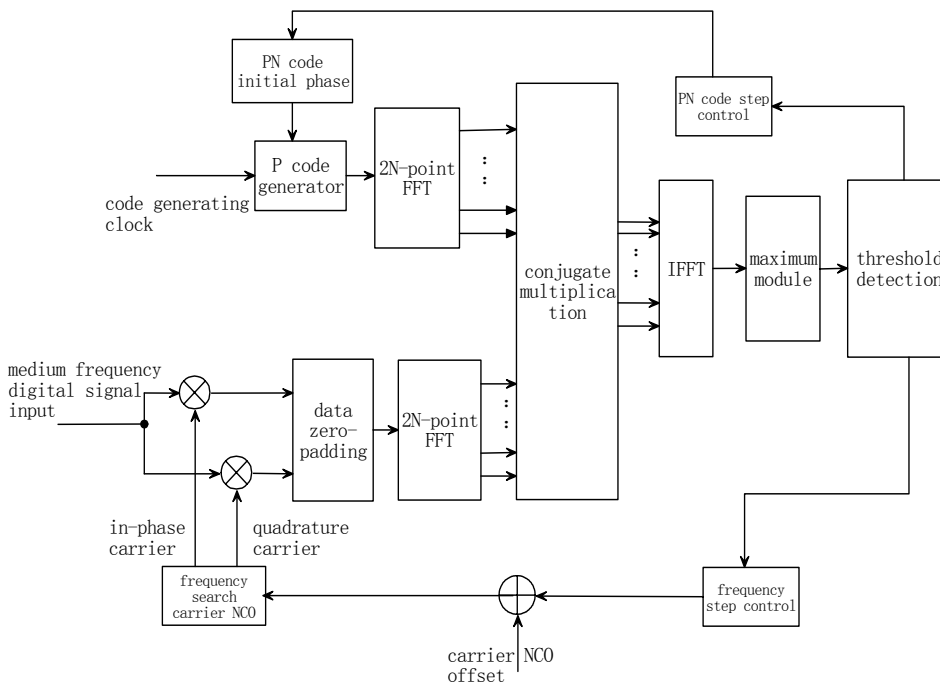 PN code
initial phase
PN code step
control
P code
generator
2N-point
FFT
code generating
clock
conjugate
multiplica
tion
IFFT
maximum
module
threshold
detection
medium frequency
digital signal
input
data
zero-
padding
2N-point
FFT
in-phase
carrier
quadrature
carrier
frequency
search
carrier NCO
frequency
step control
carrier NCO
offset